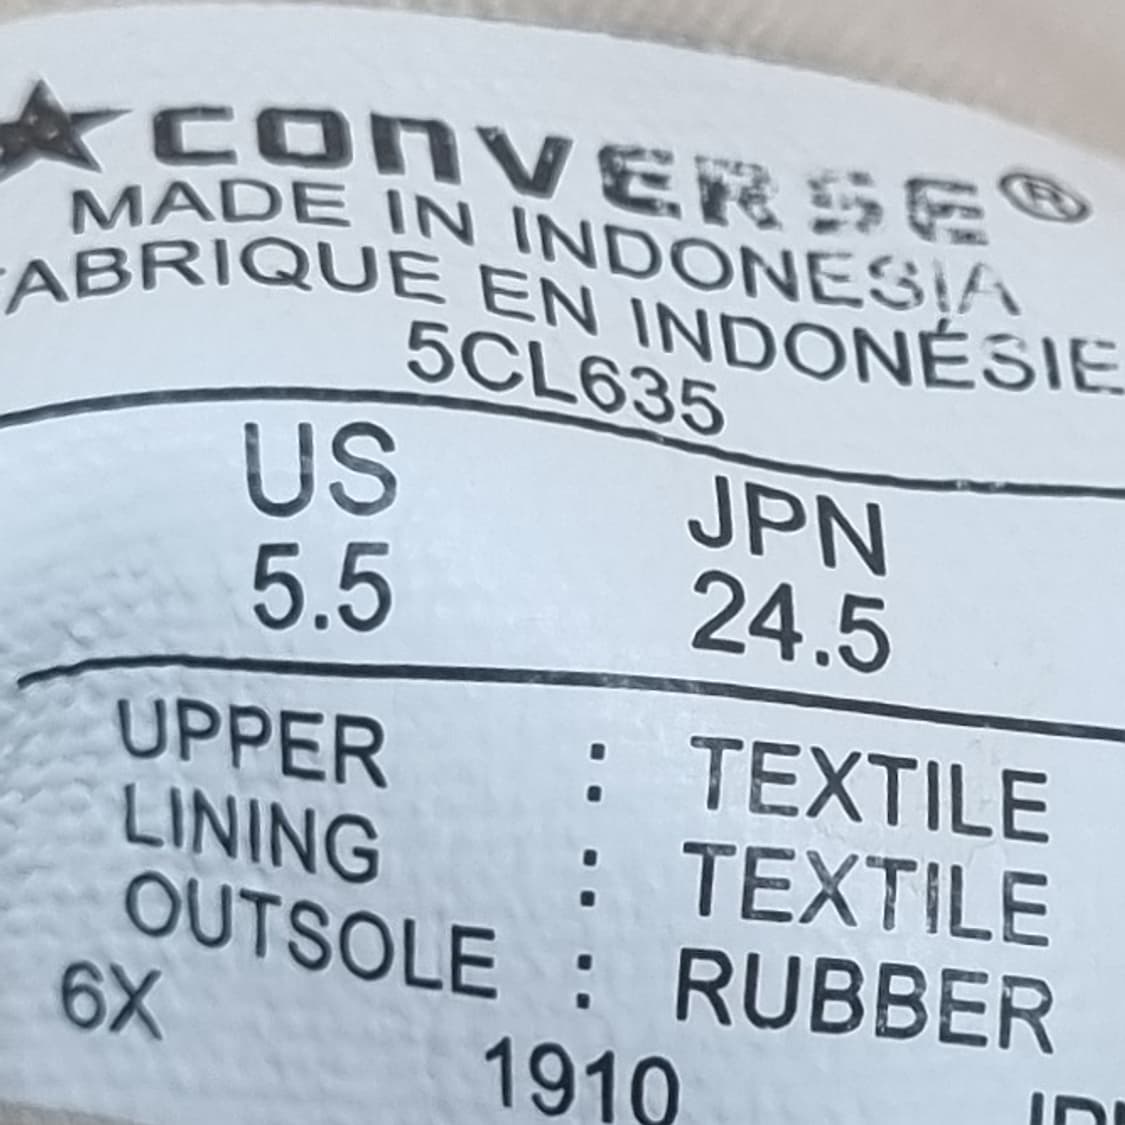 CONVERSE®
MADE IN INDONESIA
FABRIQUE EN INDONÉSIE
5CL635
US JPN
5.5 24.5
UPPER : TEXTILE
LINING : TEXTILE
OUTSOLE : RUBBER
6X
1910